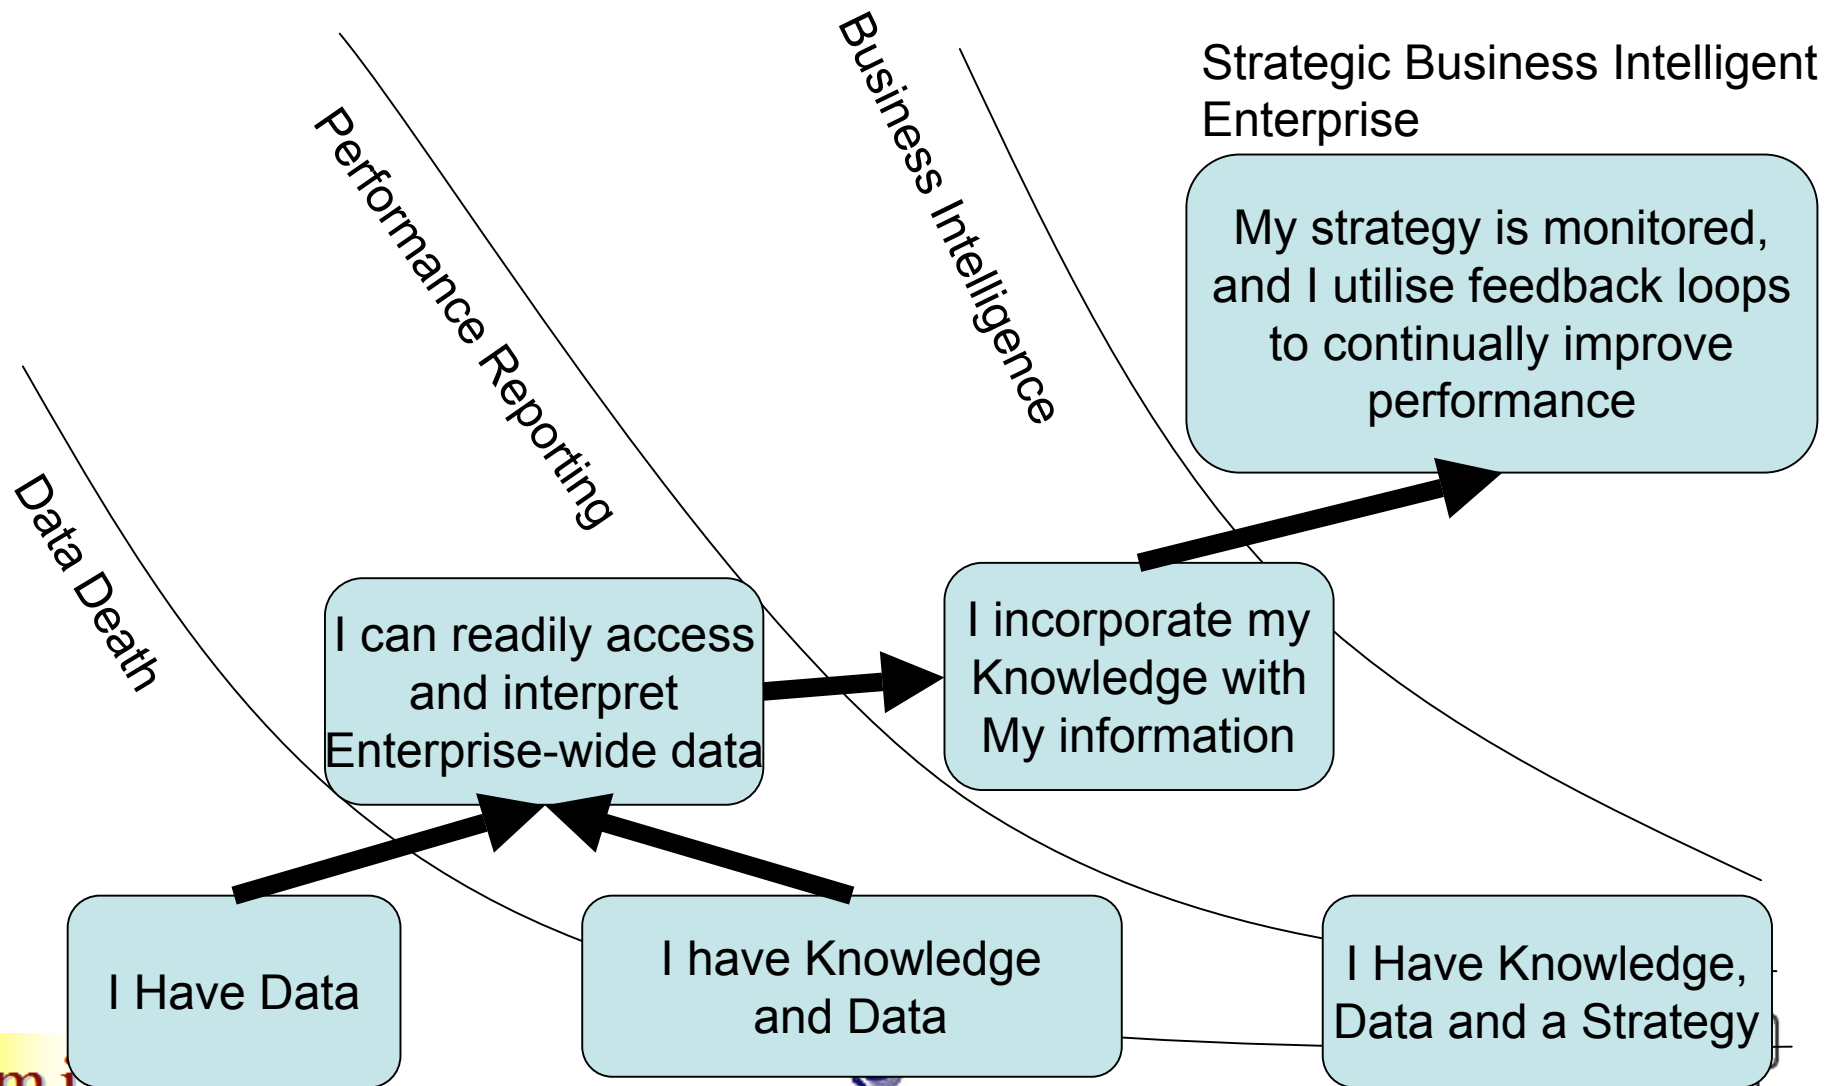 Strategic Business Intelligent
Enterprise
Business Intelligence
Performance Reporting
Data Death
My strategy is monitored,
and I utilise feedback loops
to continually improve
performance
I can readily access
and interpret
Enterprise-wide data
I incorporate my
Knowledge with
My information
I Have Data
I have Knowledge
and Data
I Have Knowledge,
Data and a Strategy